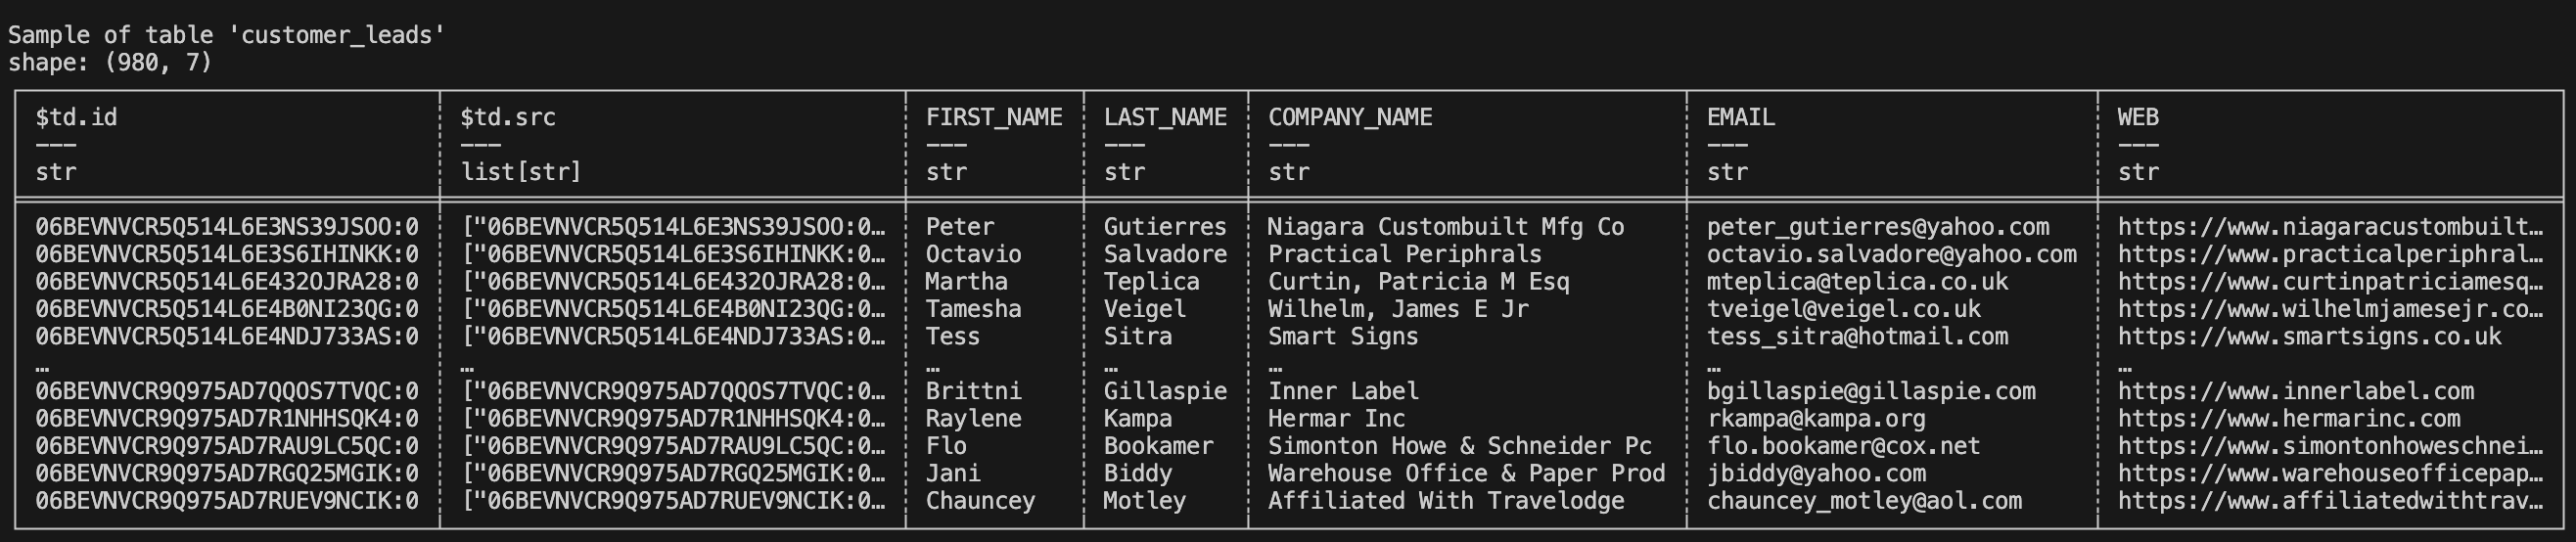 Sample of table 'customer_leads'
shape: (980, 7)
$td.id $td.src FIRST_NAME LAST_NAME COMPANY_NAME EMAIL WEB
--- --- --- --- --- --- ---
str list[str] str str str str str
06BEVNVCR5Q514L6E3NS39JSOO:0 ["06BEVNVCR5Q514L6E3NS39JSOO:0… Peter Gutierres Niagara Custombuilt Mfg Co peter_gutierres@yahoo.com https://www.niagaracustombuilt…
06BEVNVCR5Q514L6E3S6IHINKK:0 ["06BEVNVCR5Q514L6E3S6IHINKK:0… Octavio Salvadore Practical Periphrals octavio.salvadore@yahoo.com https://www.practicalperiphral…
06BEVNVCR5Q514L6E432OJRA28:0 ["06BEVNVCR5Q514L6E432OJRA28:0… Martha Teplica Curtin, Patricia M Esq mteplica@teplica.co.uk https://www.curtinpatriciamesq…
06BEVNVCR5Q514L6E4B0NI23QG:0 ["06BEVNVCR5Q514L6E4B0NI23QG:0… Tamesha Veigel Wilhelm, James E Jr tveigel@veigel.co.uk https://www.wilhelmjamesejr.co…
06BEVNVCR5Q514L6E4NDJ733AS:0 ["06BEVNVCR5Q514L6E4NDJ733AS:0… Tess Sitra Smart Signs tess_sitra@hotmail.com https://www.smartsigns.co.uk
… … … … … … …
06BEVNVCR9Q975AD7QQOS7TVQC:0 ["06BEVNVCR9Q975AD7QQOS7TVQC:0… Brittni Gillaspie Inner Label bgillaspie@gillaspie.com https://www.innerlabel.com
06BEVNVCR9Q975AD7R1NHHSQK4:0 ["06BEVNVCR9Q975AD7R1NHHSQK4:0… Raylene Kampa Hermar Inc rkampa@kampa.org https://www.hermarinc.com
06BEVNVCR9Q975AD7RAU9LC5QC:0 ["06BEVNVCR9Q975AD7RAU9LC5QC:0… Flo Bookamer Simonton Howe & Schneider Pc flo.bookamer@cox.net https://www.simontonhoweschnei…
06BEVNVCR9Q975AD7RGQ25MGIK:0 ["06BEVNVCR9Q975AD7RGQ25MGIK:0… Jani Biddy Warehouse Office & Paper Prod jbiddy@yahoo.com https://www.warehouseofficepap…
06BEVNVCR9Q975AD7RUEV9NCIK:0 ["06BEVNVCR9Q975AD7RUEV9NCIK:0… Chauncey Motley Affiliated With Travelodge chauncey_motley@aol.com https://www.affiliatedwithtrav…